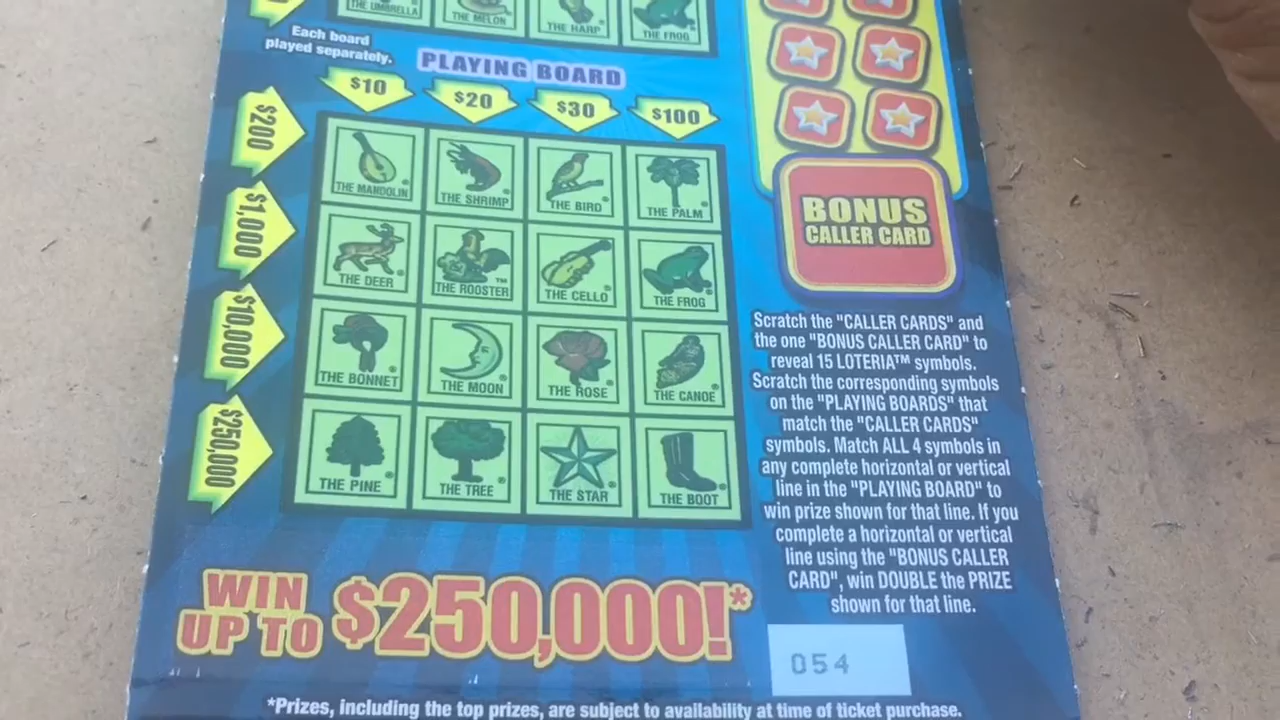 THE UMBRELLA THE MELON THE HARP THE FROG
Each board
played separately.
PLAYING BOARD
$10 $20 $30 $100
$200
THE MANDOLIN THE SHRIMP THE BIRD THE PALM
$1,000
THE DEER THE ROOSTER™ THE CELLO THE FROG
$10,000
THE BONNET THE MOON THE ROSE THE CANOE
$250,000
THE PINE THE TREE THE STAR THE BOOT
BONUS
CALLER CARD
Scratch the "CALLER CARDS" and
the one "BONUS CALLER CARD" to
reveal 15 LOTERIA™ symbols.
Scratch the corresponding symbols
on the "PLAYING BOARDS" that
match the "CALLER CARDS"
symbols. Match ALL 4 symbols in
any complete horizontal or vertical
line in the "PLAYING BOARD" to
win prize shown for that line. If you
complete a horizontal or vertical
line using the "BONUS CALLER
CARD", win DOUBLE the PRIZE
shown for that line.
WIN
UP TO $250,000!*
054
*Prizes, including the top prizes, are subject to availability at time of ticket purchase.